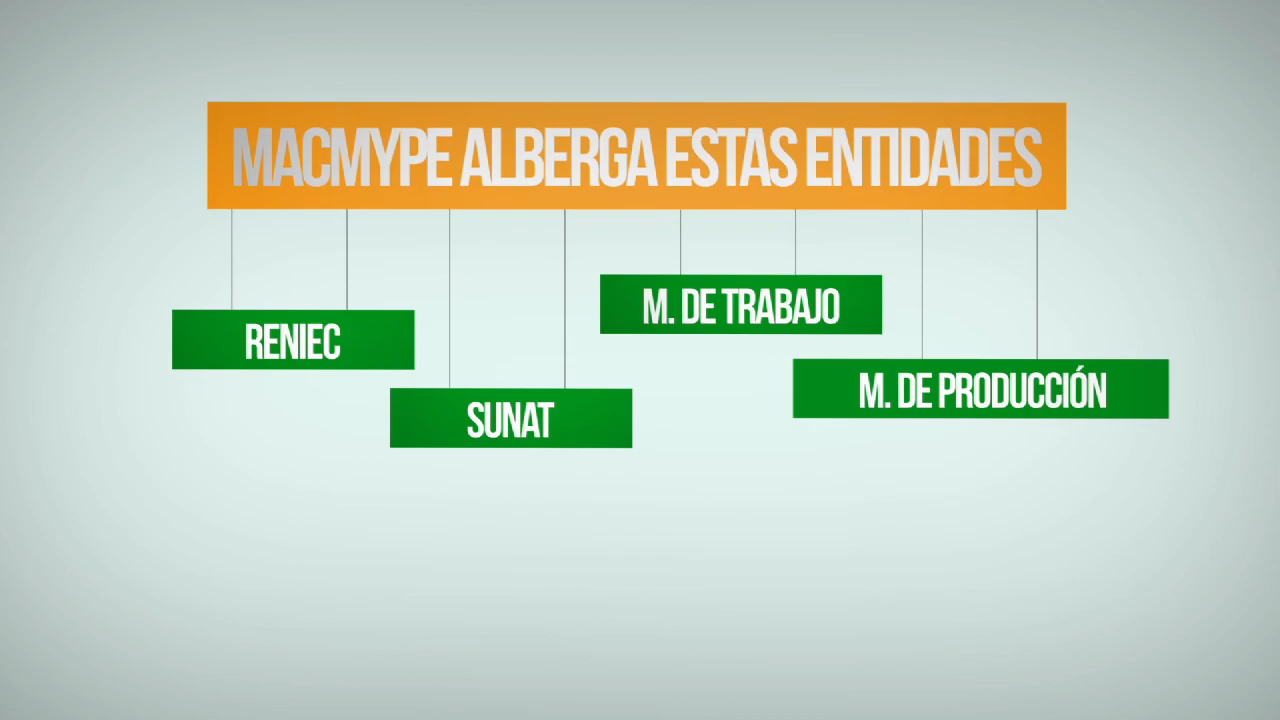 MACMYPE ALBERGA ESTAS ENTIDADES
RENIEC
SUNAT
M. DE TRABAJO
M. DE PRODUCCIÓN